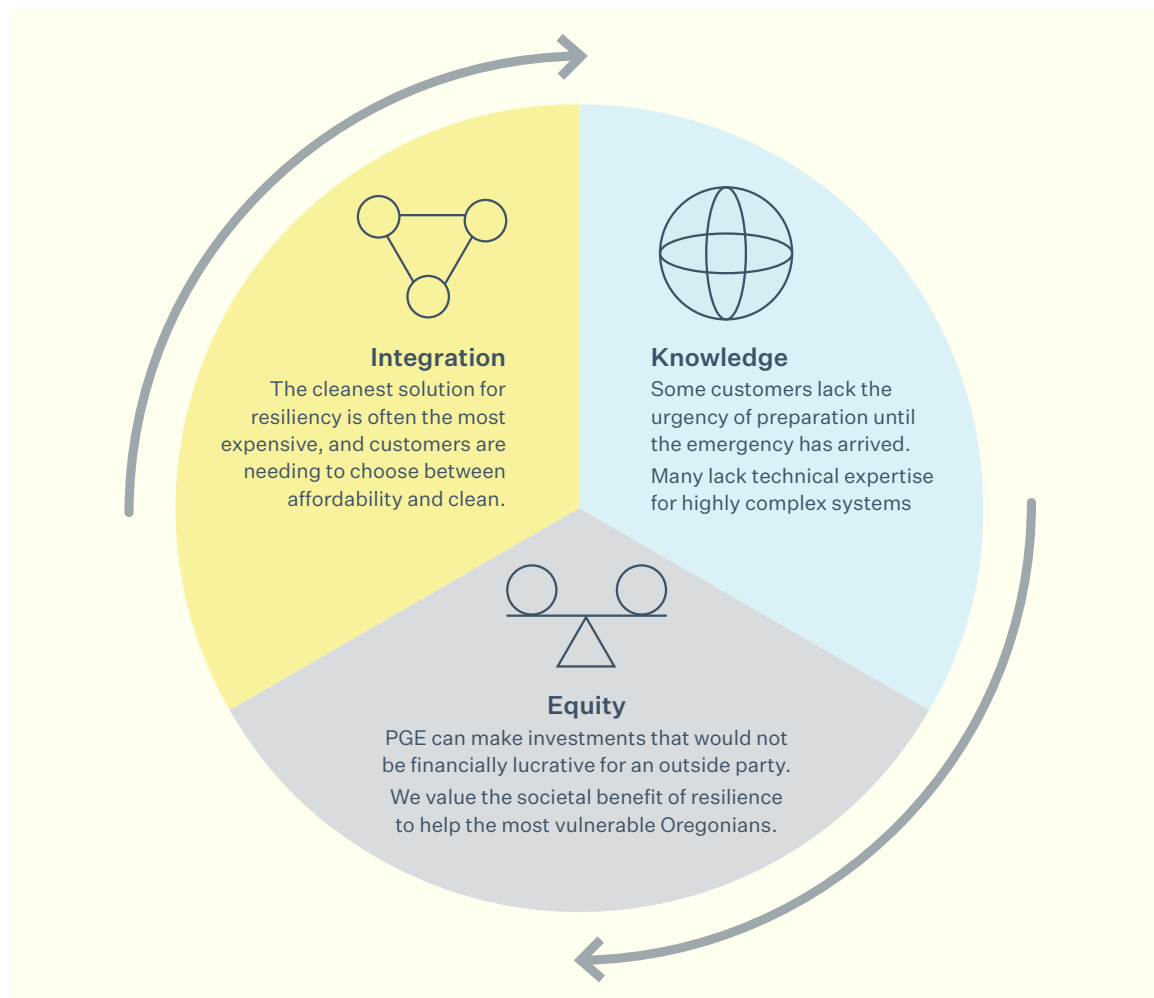 Integration
The cleanest solution for
resiliency is often the most
expensive, and customers are
needing to choose between
affordability and clean.
Knowledge
Some customers lack the
urgency of preparation until
the emergency has arrived.
Many lack technical expertise
for highly complex systems
Equity
PGE can make investments that would not
be financially lucrative for an outside party.
We value the societal benefit of resilience
to help the most vulnerable Oregonians.